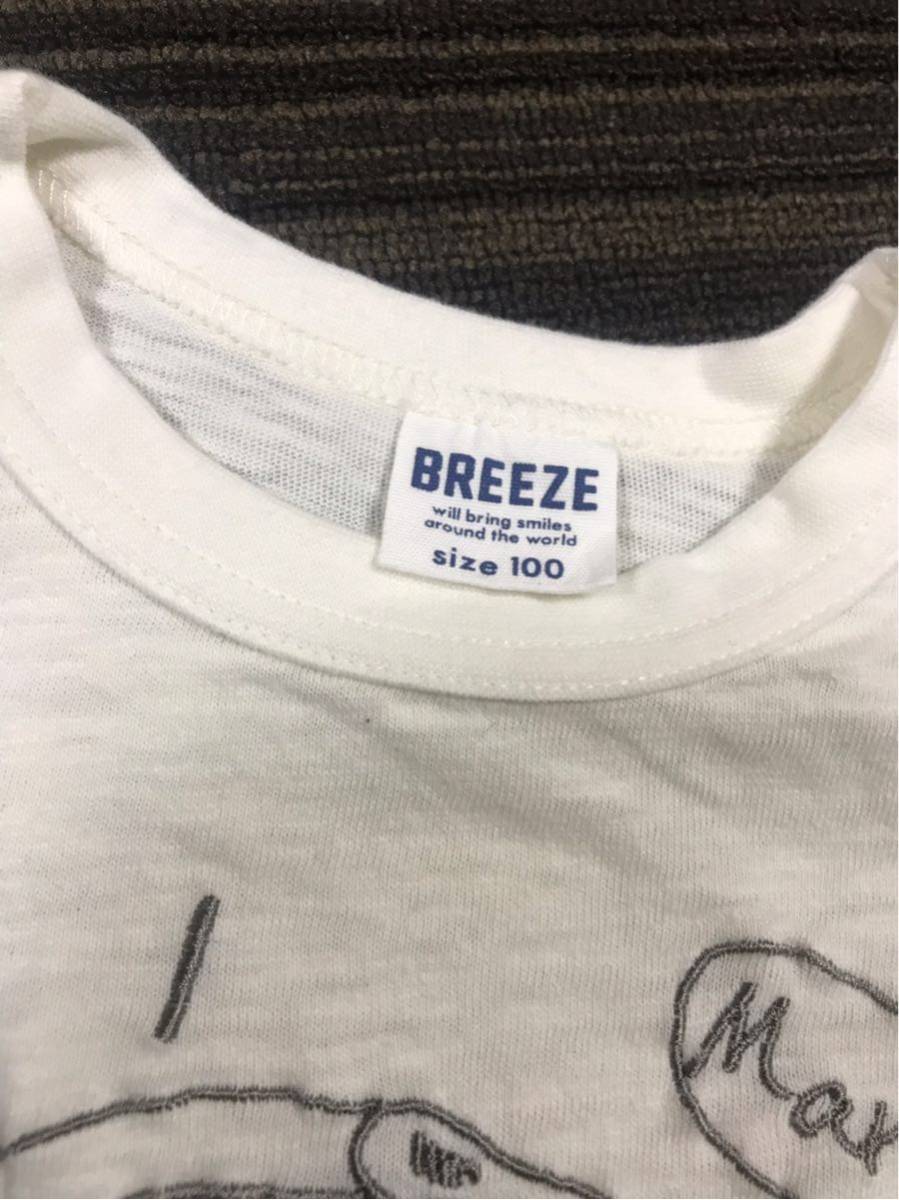 BREEZE
will bring smiles
around the world
size 100